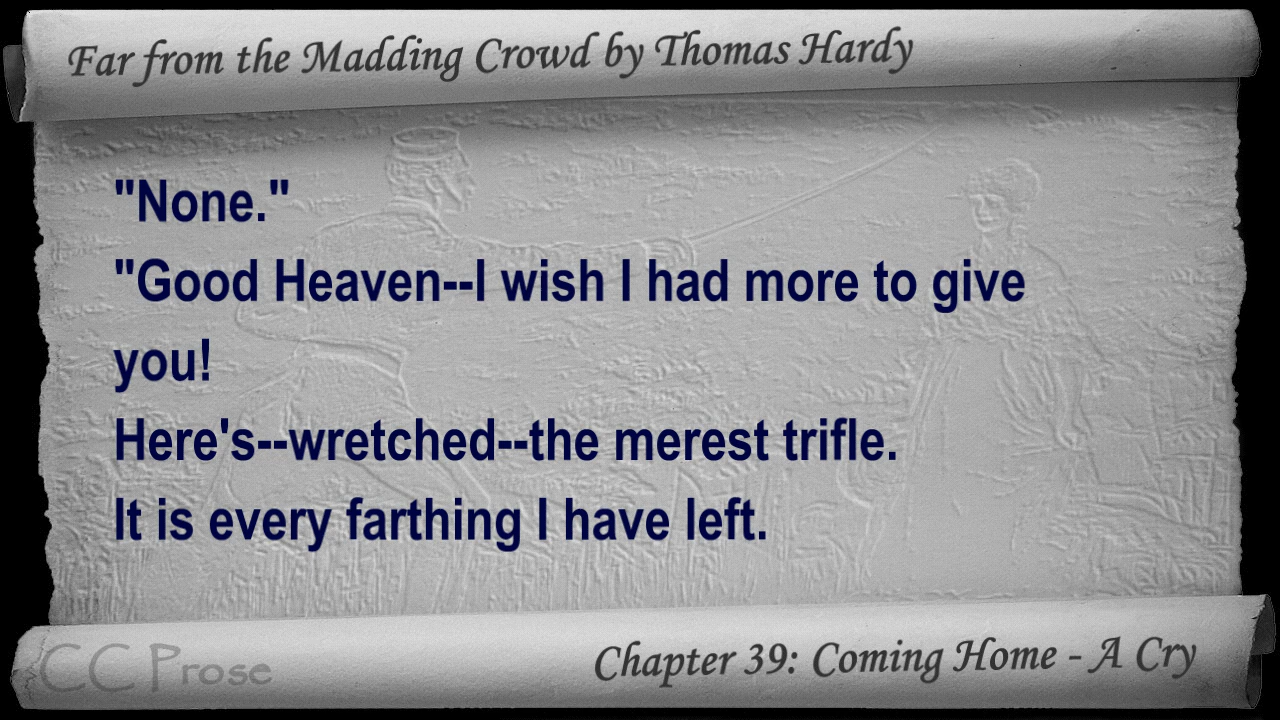 Far from the Madding Crowd by Thomas Hardy
"None."
"Good Heaven--I wish I had more to give
you!
Here's--wretched--the merest trifle.
It is every farthing I have left.
CC Prose
Chapter 39: Coming Home - A Cry